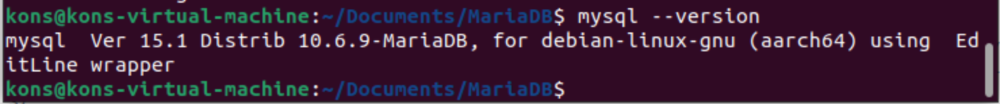 kons@kons-virtual-machine:~/Documents/MariaDB$ mysql --version
mysql  Ver 15.1 Distrib 10.6.9-MariaDB, for debian-linux-gnu (aarch64) using  Ed
itLine wrapper
kons@kons-virtual-machine:~/Documents/MariaDB$